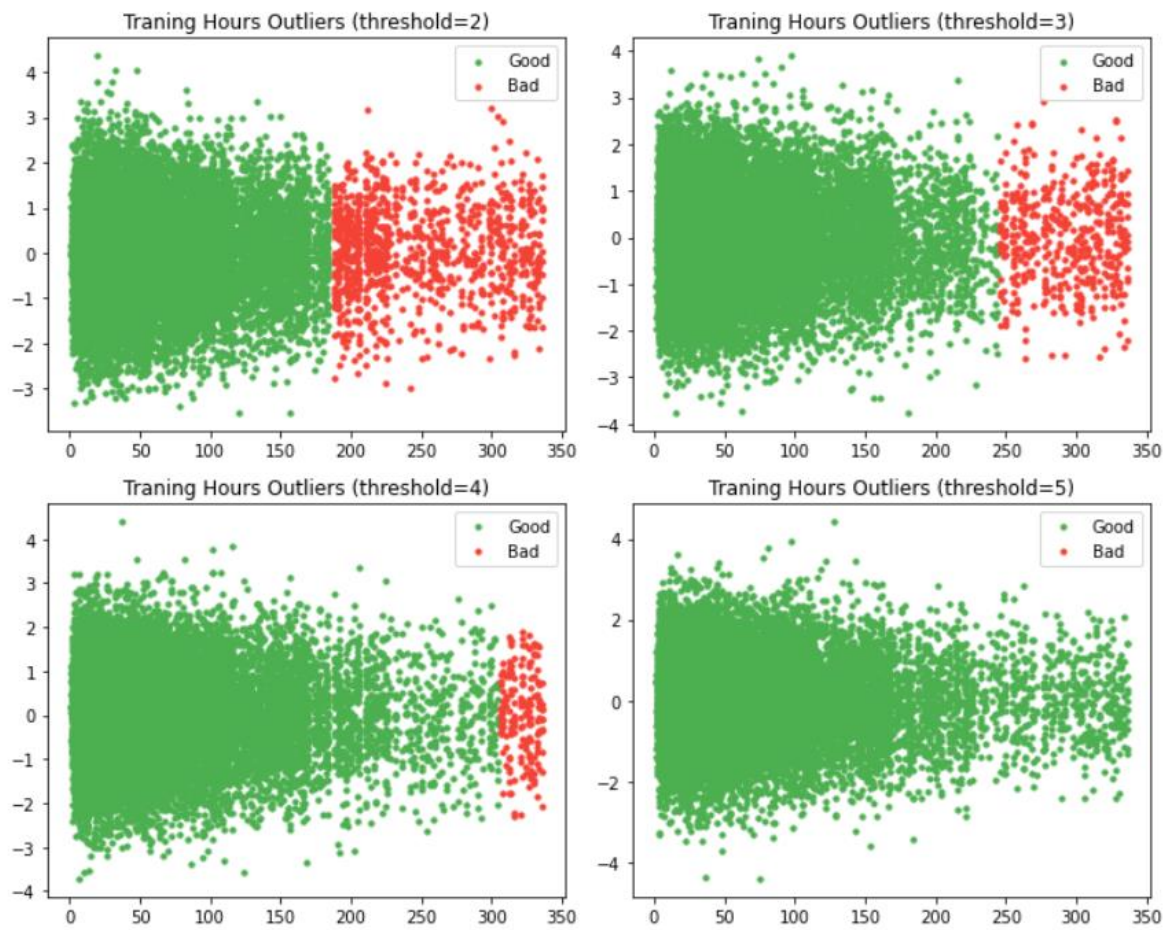 Traning Hours Outliers (threshold=2)
Good
Bad
4
3
2
1
0
−1
−2
−3
0 50 100 150 200 250 300 350
Traning Hours Outliers (threshold=3)
Good
Bad
4
3
2
1
0
−1
−2
−3
−4
0 50 100 150 200 250 300 350
Traning Hours Outliers (threshold=4)
Good
Bad
4
3
2
1
0
−1
−2
−3
−4
0 50 100 150 200 250 300 350
Traning Hours Outliers (threshold=5)
Good
Bad
4
2
0
−2
−4
0 50 100 150 200 250 300 350